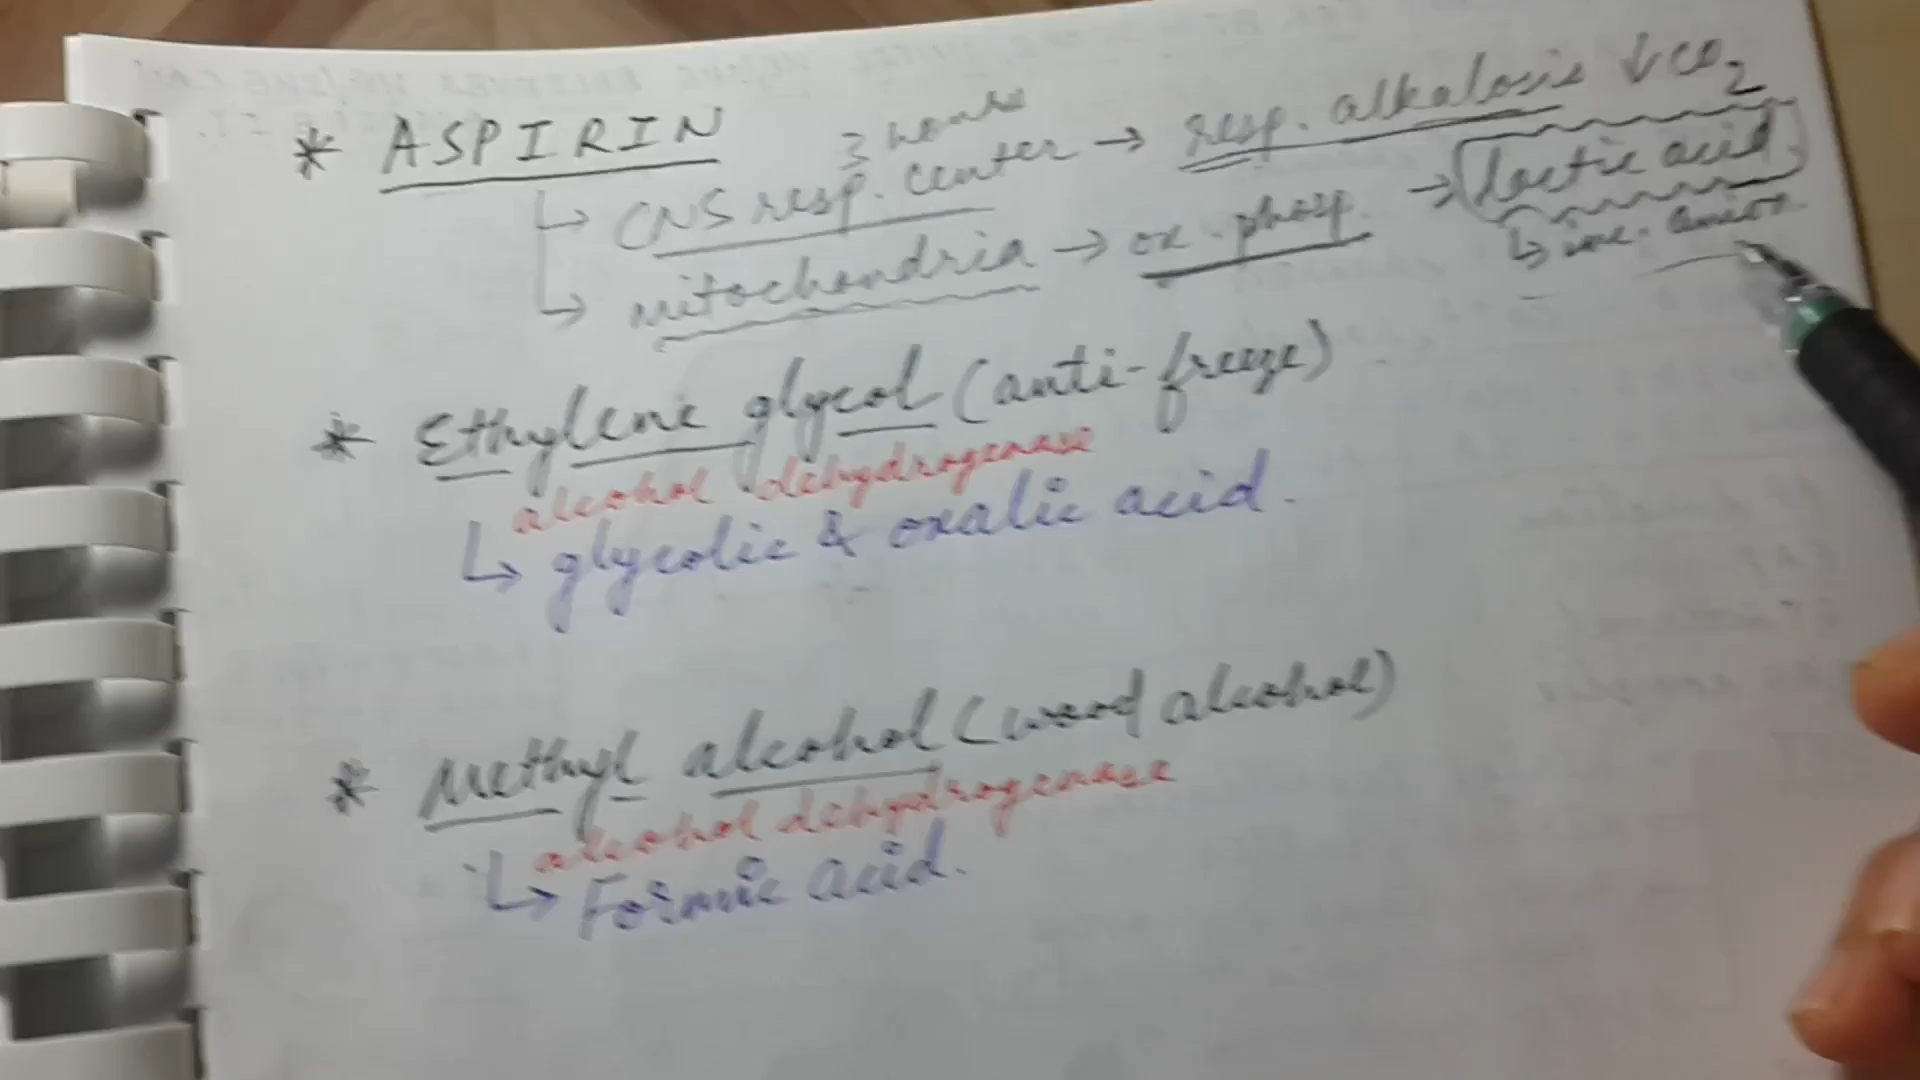 * ASPIRIN
3 hours
↳ CNS resp. center → resp. alkalosis ↓CO2
↳ mitochondria → ox. phosp. → lactic acid
↳ inc. anion.
* Ethylene glycol (anti-freeze)
alcohol dehydrogenase
↳ glycolic & oxalic acid.
* Methyl alcohol (wood alcohol)
alcohol dehydrogenase
↳ Formic acid.